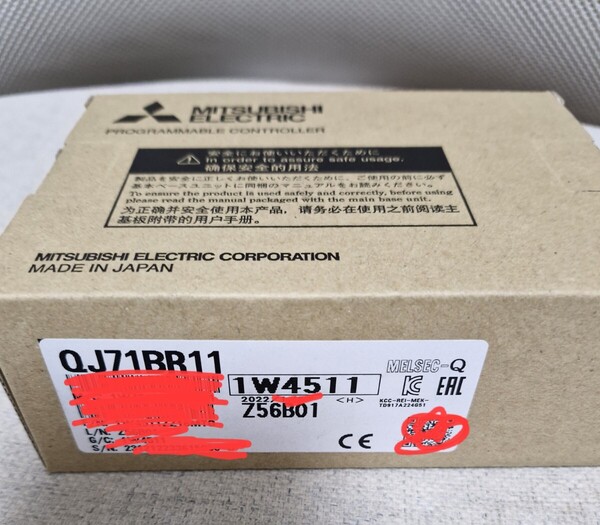 MITSUBISHI
ELECTRIC
PROGRAMMABLE CONTROLLER
安全にお使いいただくために
In order to assure safe usage.
确保安全的用法
製品を安全に正しくお使いいただくために、ご使用の前に必ず
基本ベースユニットに同梱のマニュアルをお読みください。
To ensure the product is used safely and correctly, before using
please read the manual packaged with the main base unit.
为正确并安全使用本产品，请务必在使用之前阅读主
基板附带的用户手册。
MITSUBISHI ELECTRIC CORPORATION
MADE IN JAPAN
QJ71BR11
1W4511
MELSEC-Q
2022.
<H>
KCC-REI-MEK-
TD917A224G51
EAC
Z56B01
L/N
G/C
S/N
CE